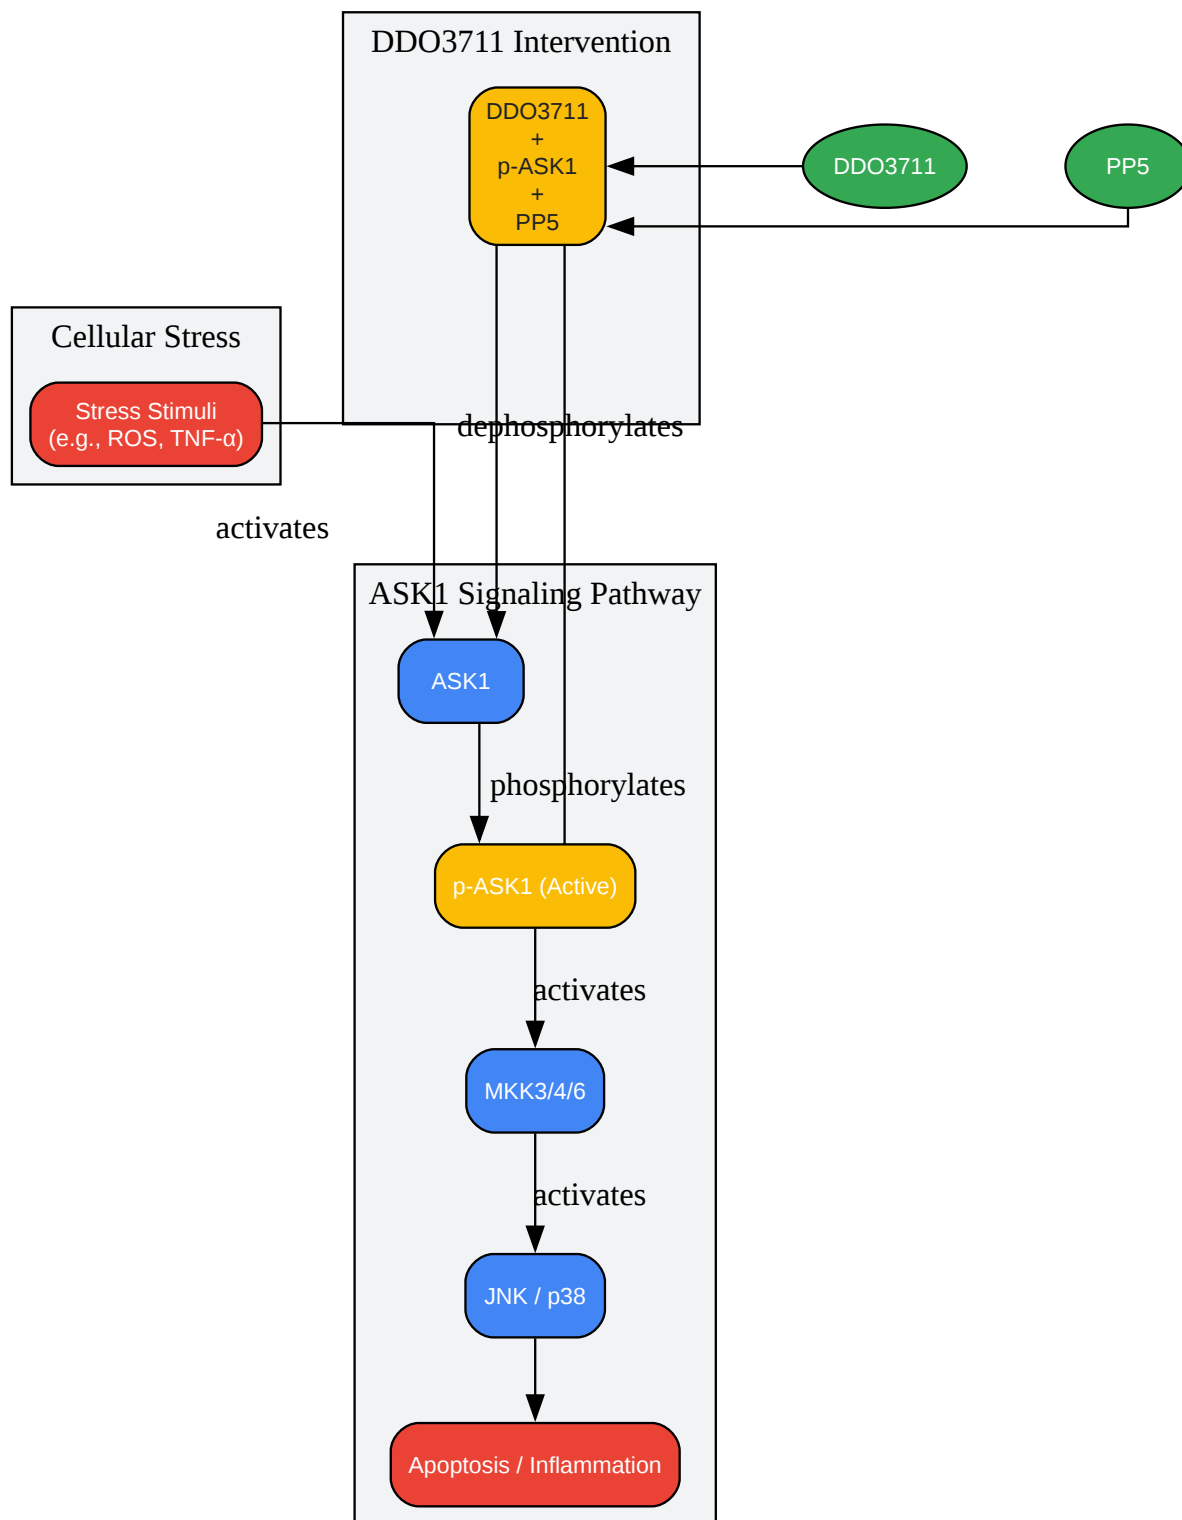 DDO3711 Intervention
DDO3711
+
p-ASK1
+
PP5
DDO3711
PP5
Cellular Stress
Stress Stimuli
(e.g., ROS, TNF-α)
dephosphorylates
activates
ASK1 Signaling Pathway
ASK1
phosphorylates
p-ASK1 (Active)
activates
MKK3/4/6
activates
JNK / p38
Apoptosis / Inflammation